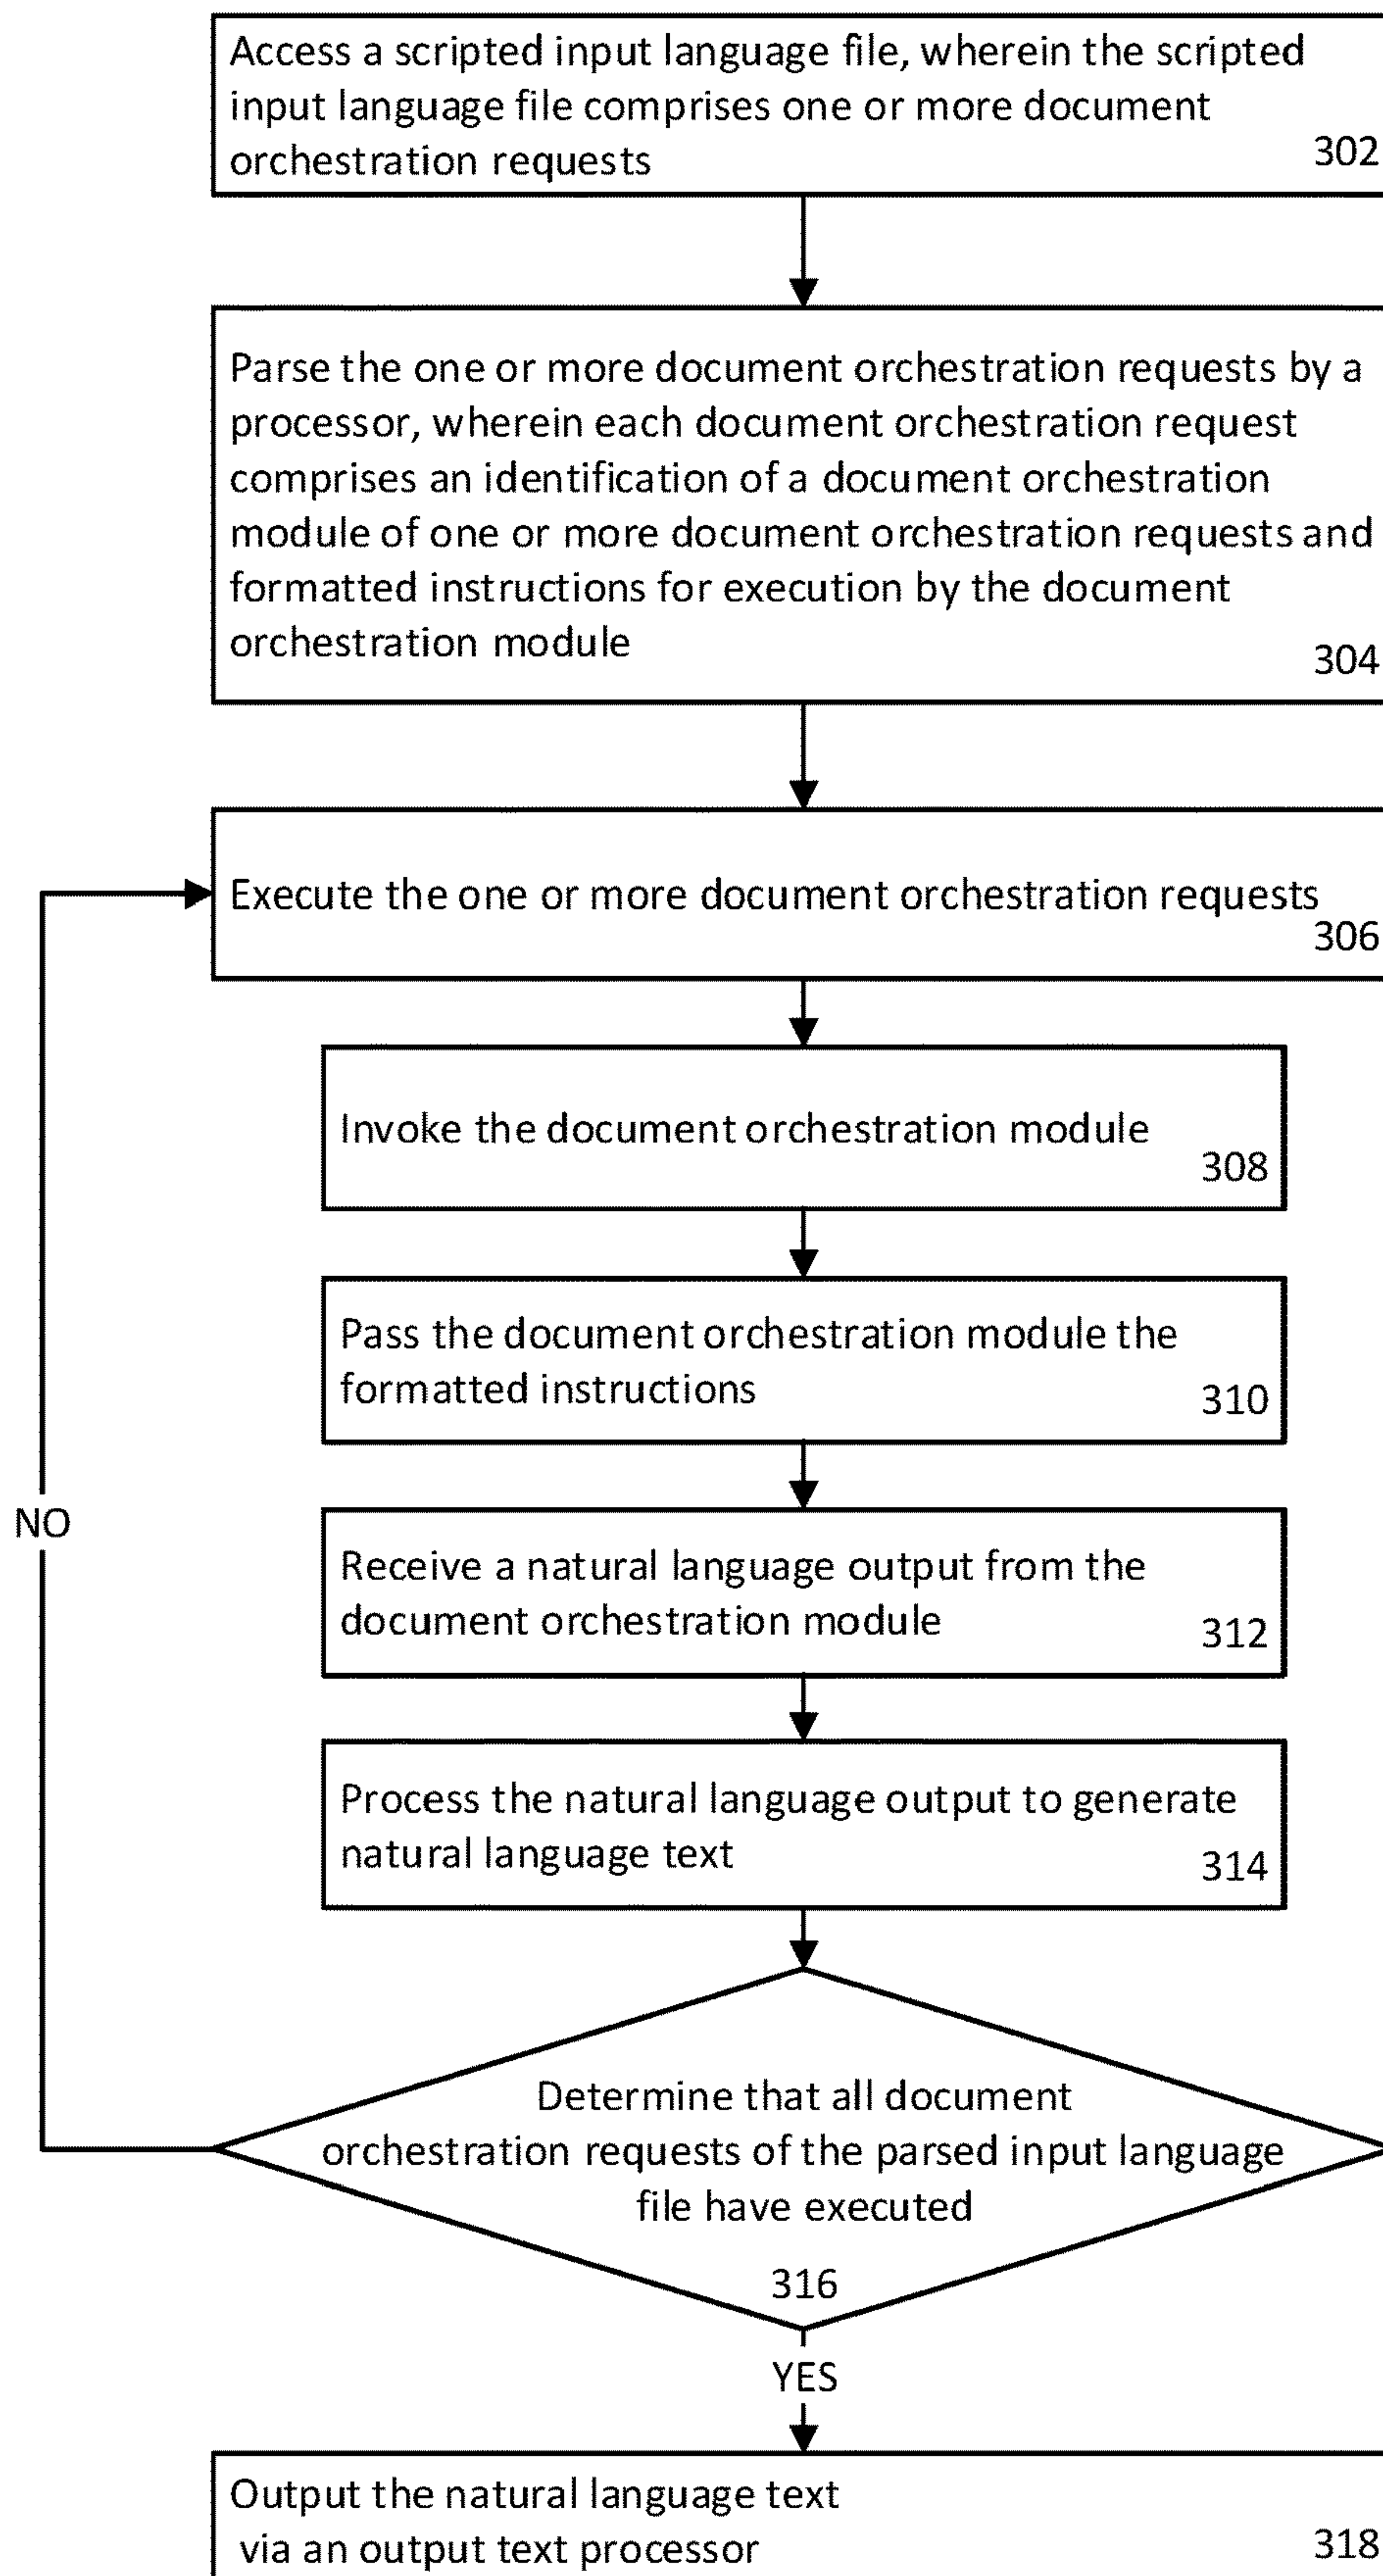 Access a scripted input language file, wherein the scripted
input language file comprises one or more document
orchestration requests
302
Parse the one or more document orchestration requests by a
processor, wherein each document orchestration request
comprises an identification of a document orchestration
module of one or more document orchestration requests and
formatted instructions for execution by the document
orchestration module
304
Execute the one or more document orchestration requests
306
Invoke the document orchestration module
308
Pass the document orchestration module the
formatted instructions
310
NO
Receive a natural language output from the
document orchestration module
312
Process the natural language output to generate
natural language text
314
Determine that all document
orchestration requests of the parsed input language
file have executed
316
YES
Output the natural language text
via an output text processor
318